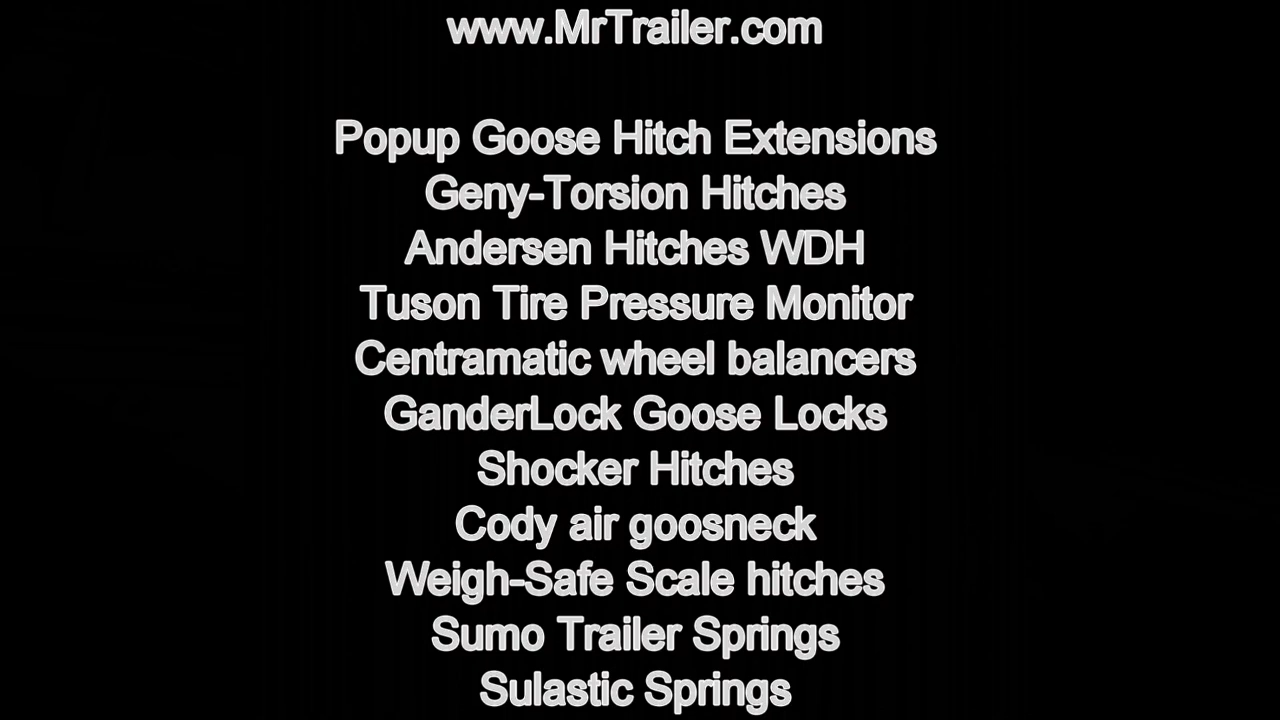 www.MrTrailer.com
Popup Goose Hitch Extensions
Geny-Torsion Hitches
Andersen Hitches WDH
Tuson Tire Pressure Monitor
Centramatic wheel balancers
GanderLock Goose Locks
Shocker Hitches
Cody air goosneck
Weigh-Safe Scale hitches
Sumo Trailer Springs
Sulastic Springs